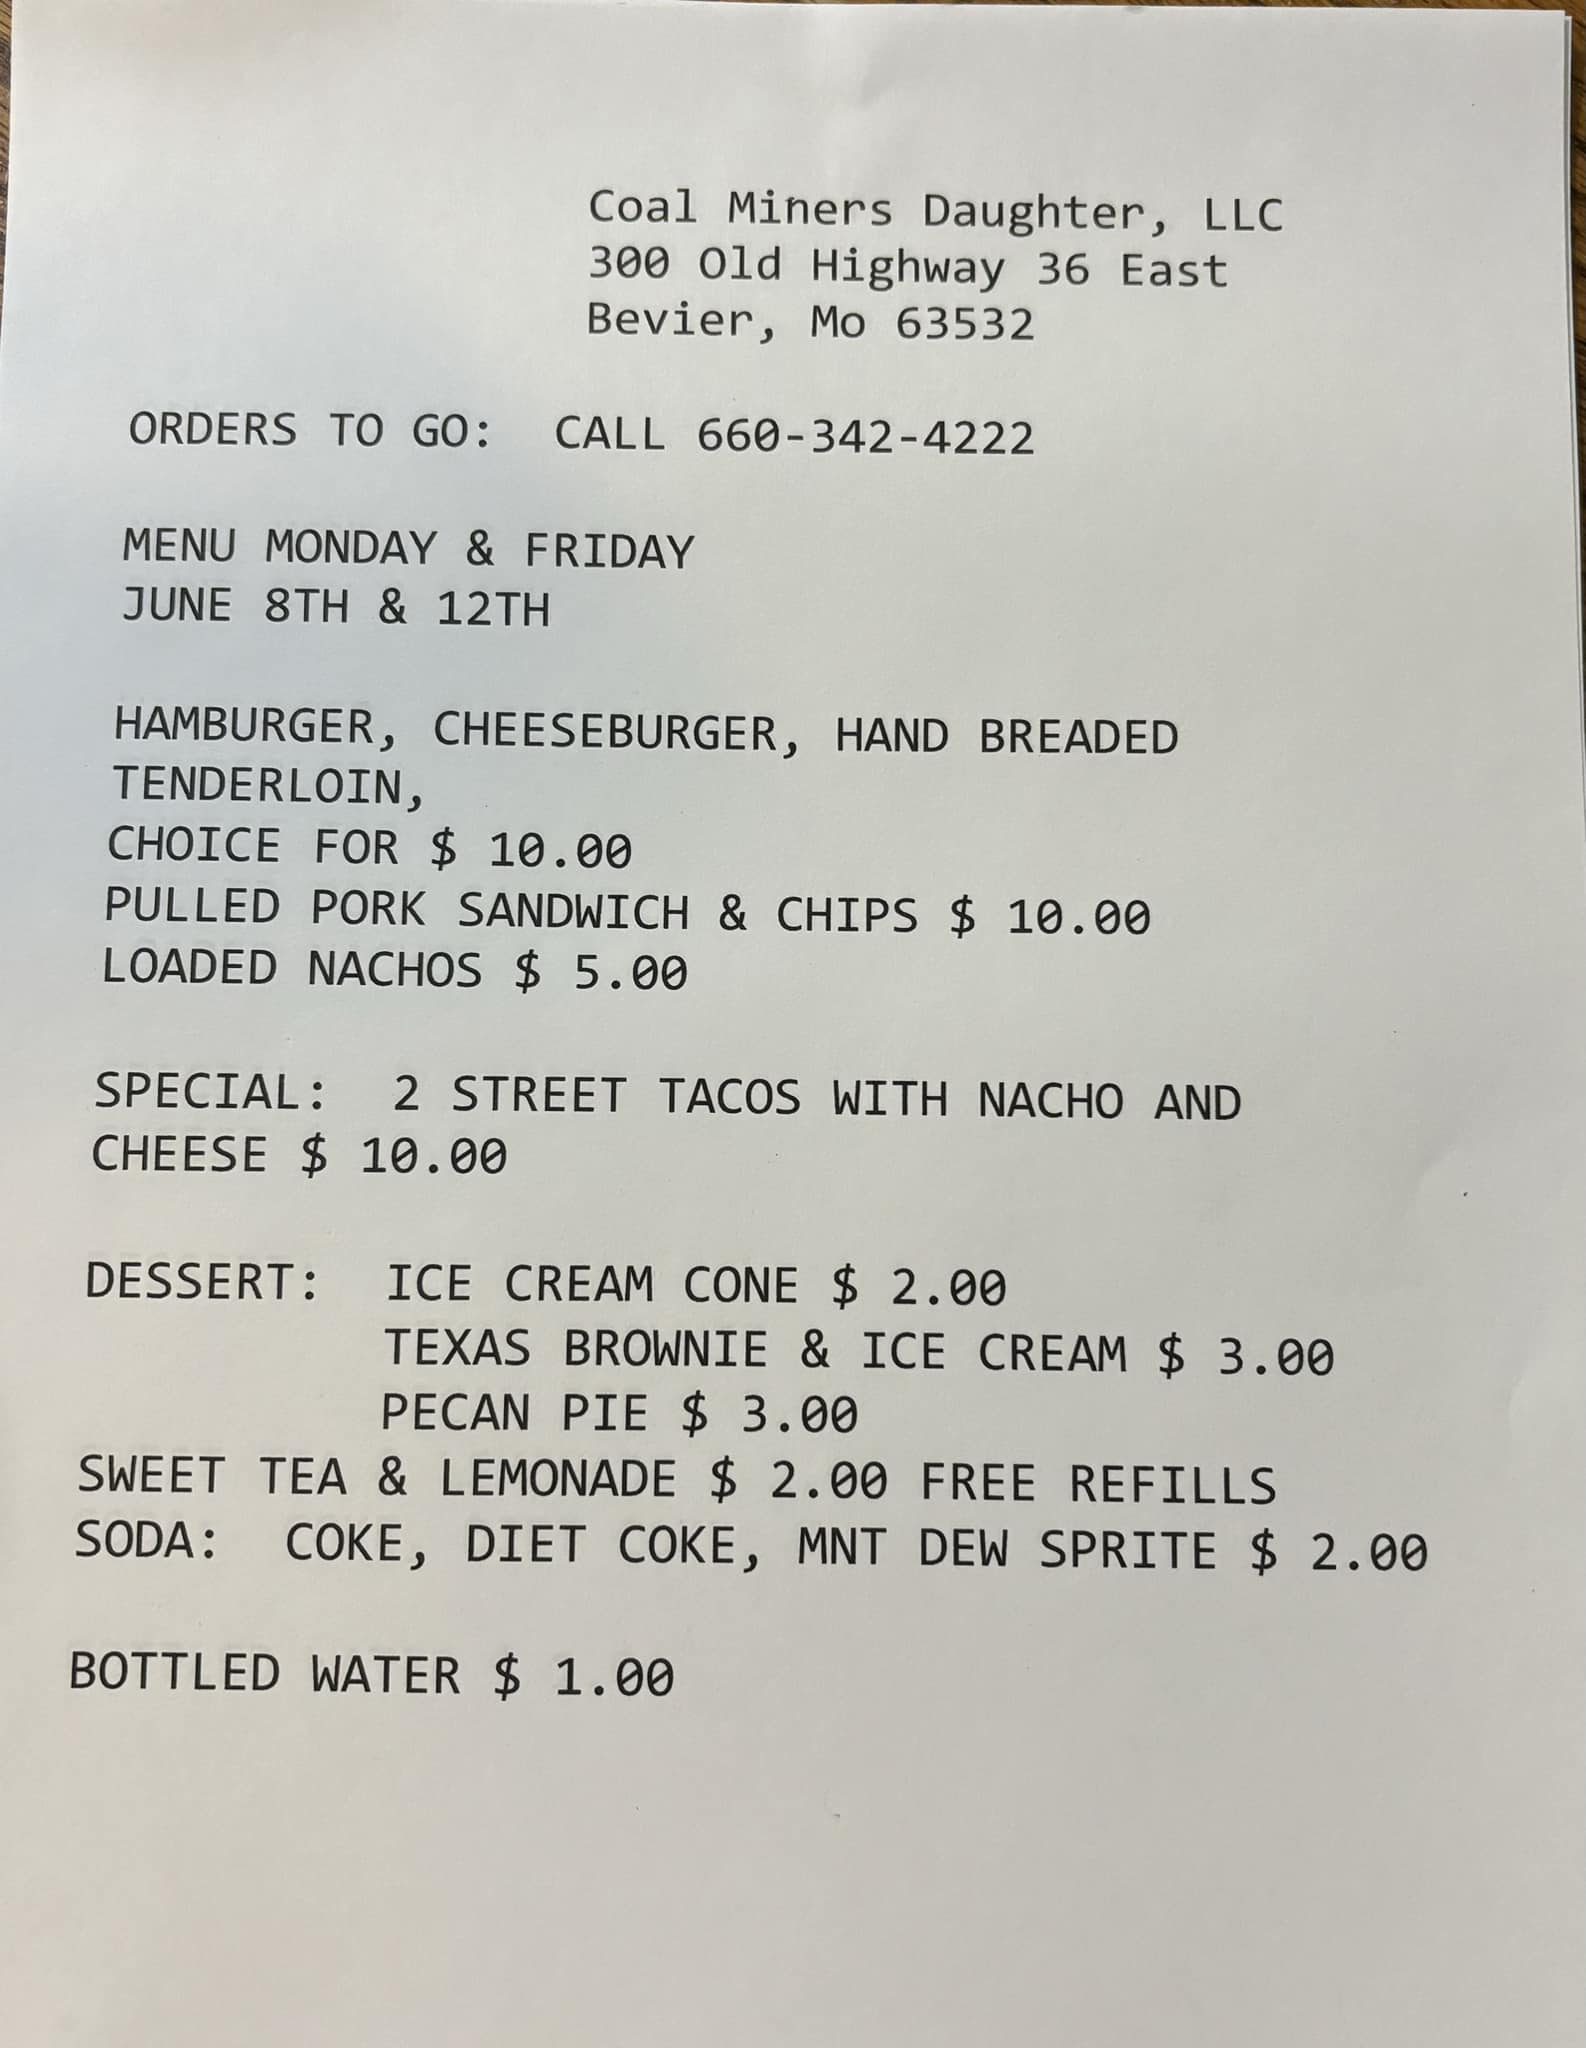 Coal Miners Daughter, LLC
300 Old Highway 36 East
Bevier, Mo 63532
ORDERS TO GO: CALL 660-342-4222
MENU MONDAY & FRIDAY
JUNE 8TH & 12TH
HAMBURGER, CHEESEBURGER, HAND BREADED
TENDERLOIN,
CHOICE FOR $ 10.00
PULLED PORK SANDWICH & CHIPS $ 10.00
LOADED NACHOS $ 5.00
SPECIAL: 2 STREET TACOS WITH NACHO AND
CHEESE $ 10.00
DESSERT: ICE CREAM CONE $ 2.00
TEXAS BROWNIE & ICE CREAM $ 3.00
PECAN PIE $ 3.00
SWEET TEA & LEMONADE $ 2.00 FREE REFILLS
SODA: COKE, DIET COKE, MNT DEW SPRITE $ 2.00
BOTTLED WATER $ 1.00